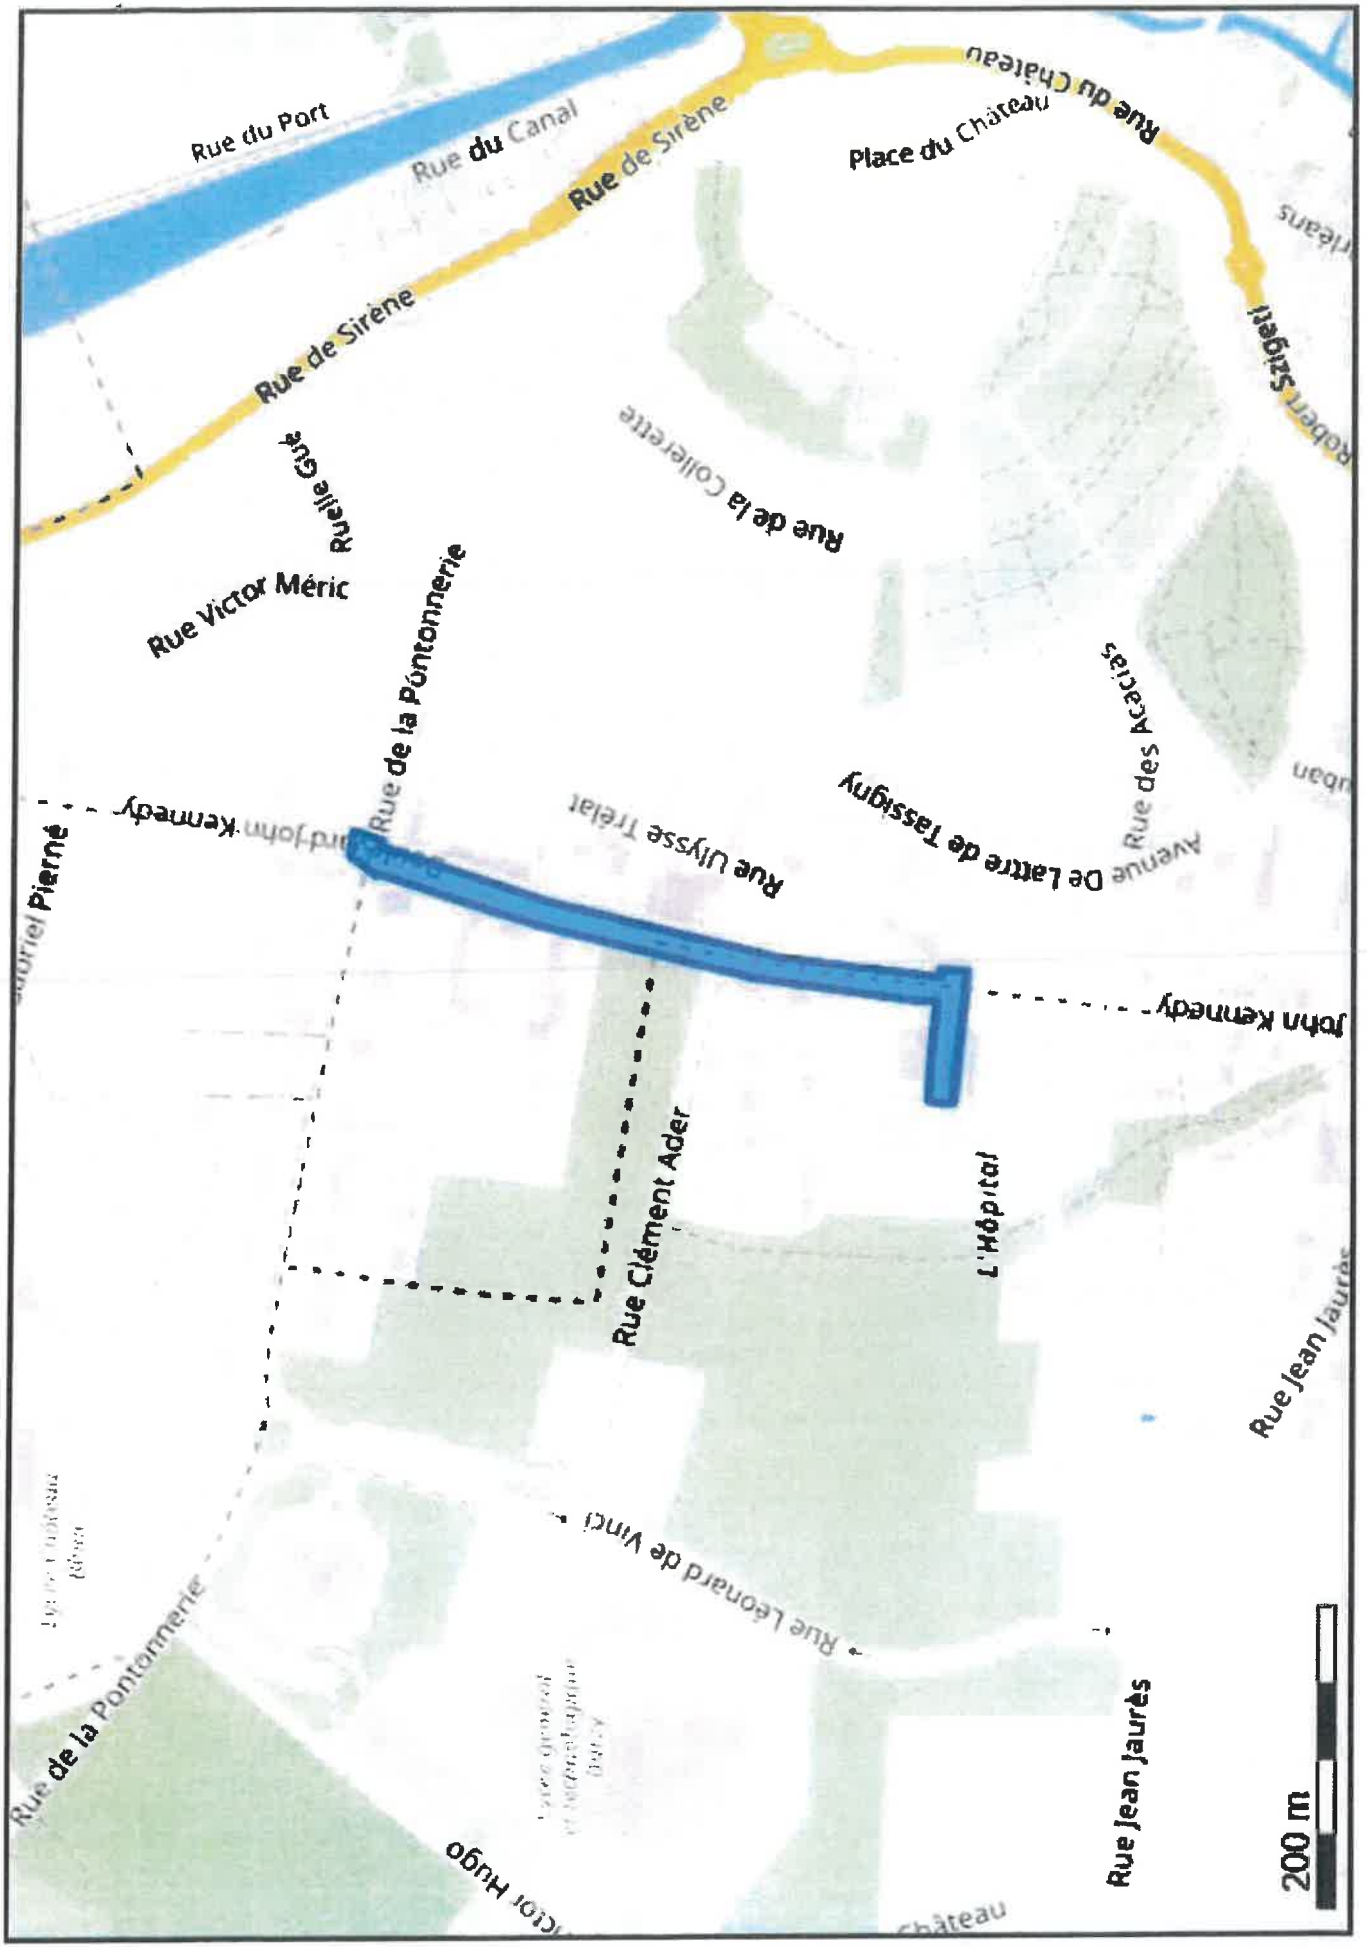 Rue du Port
Rue du Canal
Rue de Sirène
Rue du Château
Place du Château
Rue de Sirène
Robert Szigeti
Ruelle Gué
Rue de la Collerette
Rue Victor Méric
Rue de la Pontonnerie
Rue des Acacias
John Kennedy
Rue Ulysse Trélat
Avenue De Lattre de Tassigny
Pierné
John Kennedy
Rue Clément Ader
L'Hôpital
Rue Jean Jaurès
Rue Léonard de Vinci
Rue de la Pontonnerie
Rue Jean Jaurès
Hugo
Château
200 m